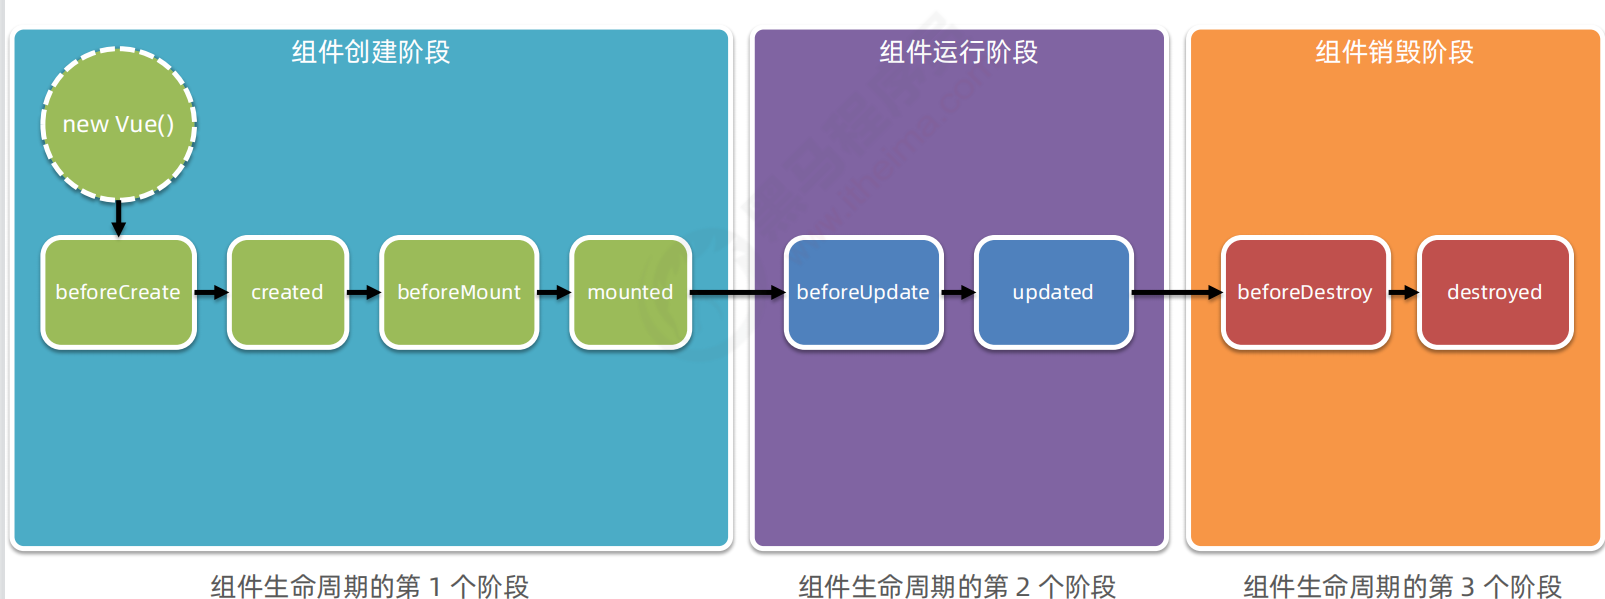 组件创建阶段
组件运行阶段
组件销毁阶段
new Vue()
beforeCreate
created
beforeMount
mounted
beforeUpdate
updated
beforeDestroy
destroyed
组件生命周期的第 1 个阶段
组件生命周期的第 2 个阶段
组件生命周期的第 3 个阶段